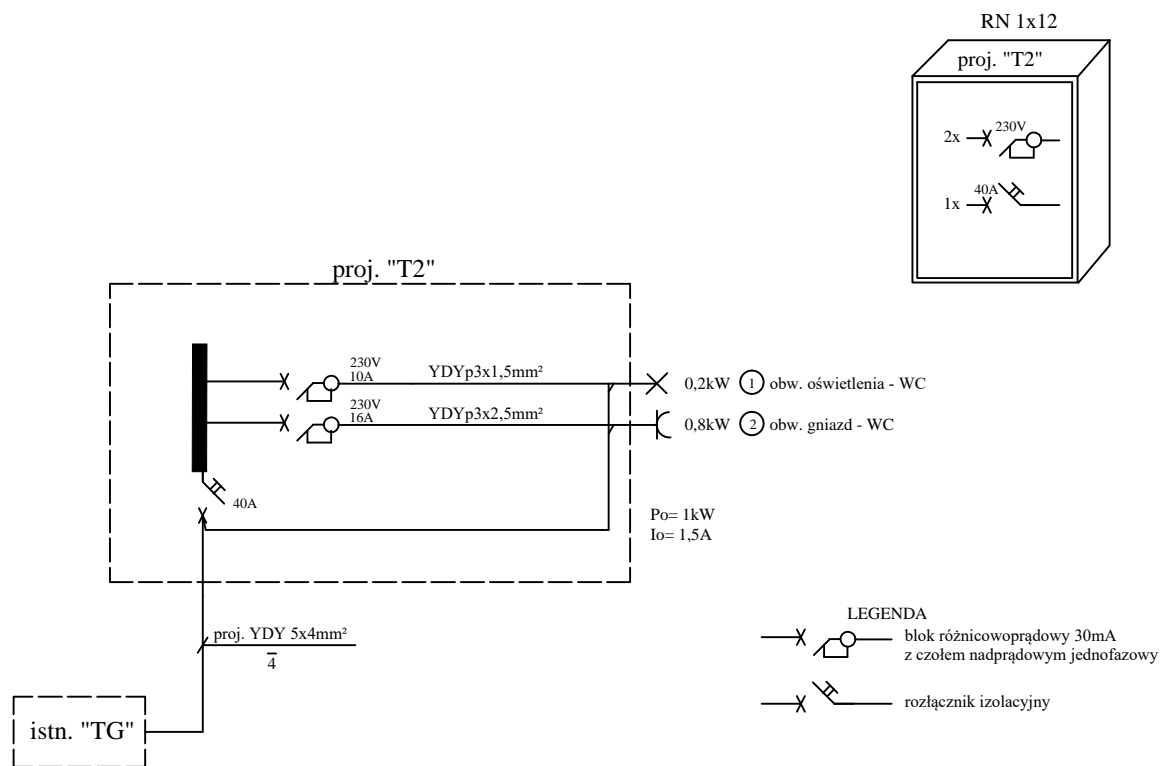 RN 1x12
proj. "T2"
2x
230V
1x
40A
proj. "T2"
230V
10A
YDYp3x1,5mm²
0,2kW 1 obw. oświetlenia - WC
230V
16A
YDYp3x2,5mm²
0,8kW 2 obw. gniazd - WC
40A
Po= 1kW
Io= 1,5A
proj. YDY 5x4mm²
4
istn. "TG"
LEGENDA
blok różnicowoprądowy 30mA
z czołem nadprądowym jednofazowy
rozłącznik izolacyjny